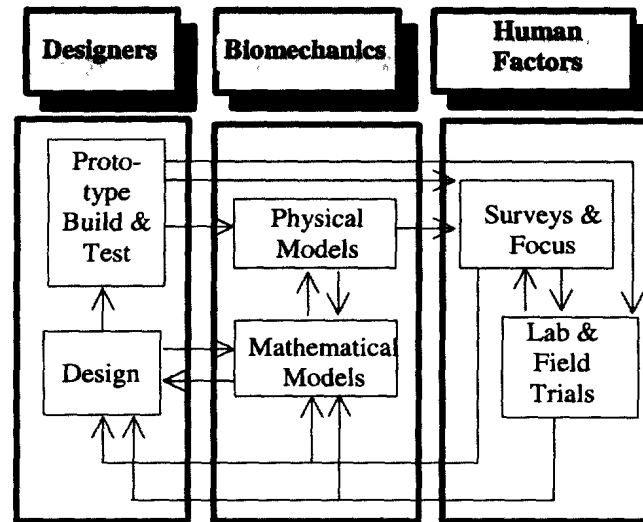 Designers
Biomechanics
Human
Factors
Proto-
type
Build &
Test
Design
Physical
Models
Mathematical
Models
Surveys &
Focus
Lab &
Field
Trials